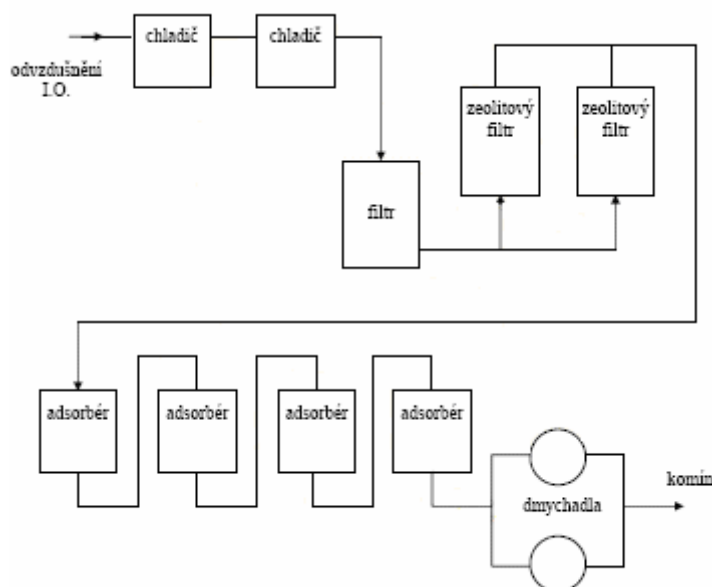 chladič
chladič
odvzdušnění
I.O.
zeolitový
filtr
zeolitový
filtr
filtr
adsorbér
adsorbér
adsorbér
adsorbér
komín
dmychadla